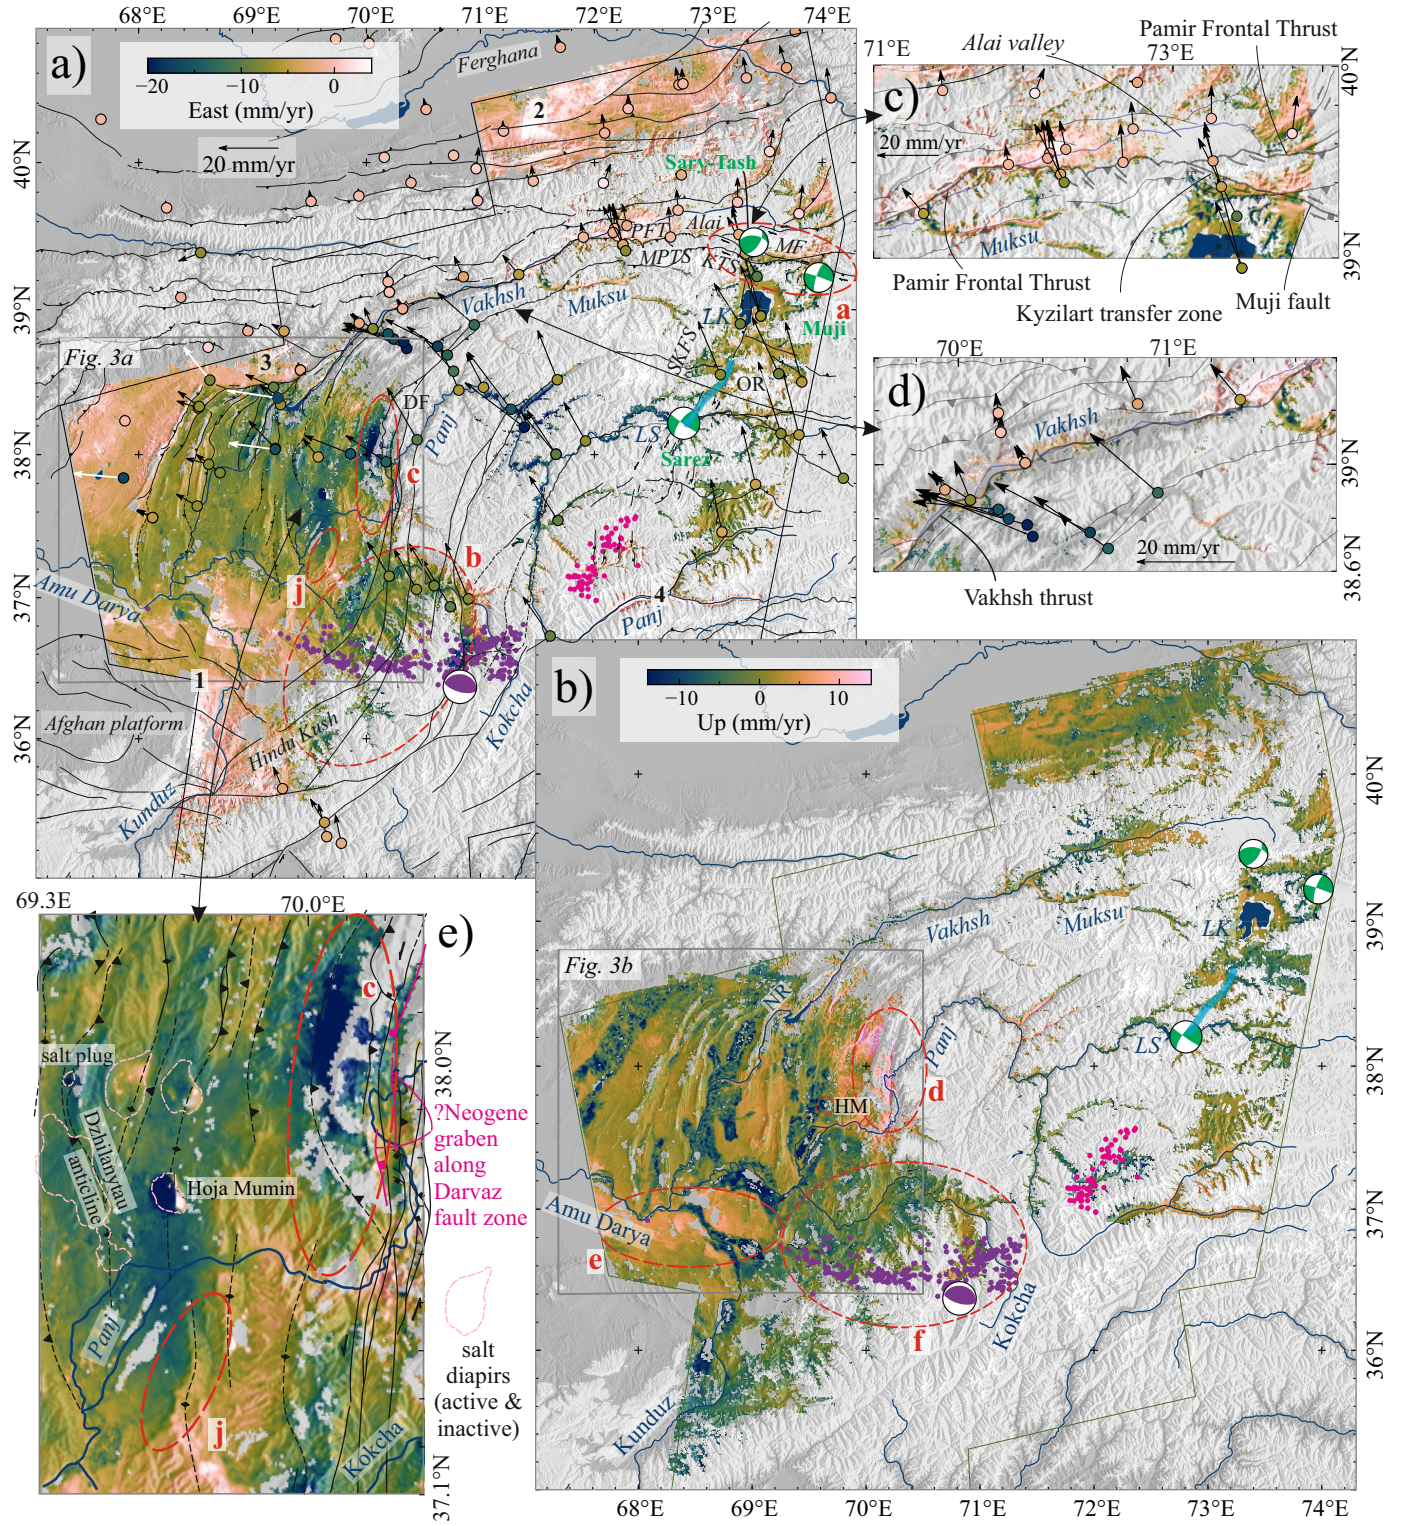 68°E 69°E 70°E 71°E 72°E 73°E 74°E
a)
−20 −10 0
East (mm/yr)
20 mm/yr
Ferghana
2
Sary-Tash
PFT
Alai
MPTS
KTS
MF
a
Muji
Vakhsh
Muksu
LK
SKFS
OR
LS
Sarez
Fig. 3a
3
DF
Panj
c
b
j
Amu Darya
1
4
Panj
Afghan platform
Hindu Kush
Kunduz
Kokcha
40°N
39°N
38°N
37°N
36°N
71°E
Alai valley
Pamir Frontal Thrust
73°E
c)
40°N
20 mm/yr
Muksu
39°N
Pamir Frontal Thrust
Kyzilart transfer zone
Muji fault
70°E
71°E
d)
Vakhsh
39°N
20 mm/yr
38.6°N
Vakhsh thrust
b)
−10 0 10
Up (mm/yr)
Fig. 3b
NR
Vakhsh
Muksu
LK
LS
Panj
HM
d
Amu Darya
e
f
Kokcha
Kunduz
40°N
39°N
38°N
37°N
36°N
68°E 69°E 70°E 71°E 72°E 73°E 74°E
69.3°E
70.0°E
e)
c
salt plug
Dzhilanytau
anticline
Hoja Mumin
38.0°N
?Neogene
graben
along
Darvaz
fault zone
Panj
j
Kokcha
salt
diapirs
(active &
inactive)
37.1°N